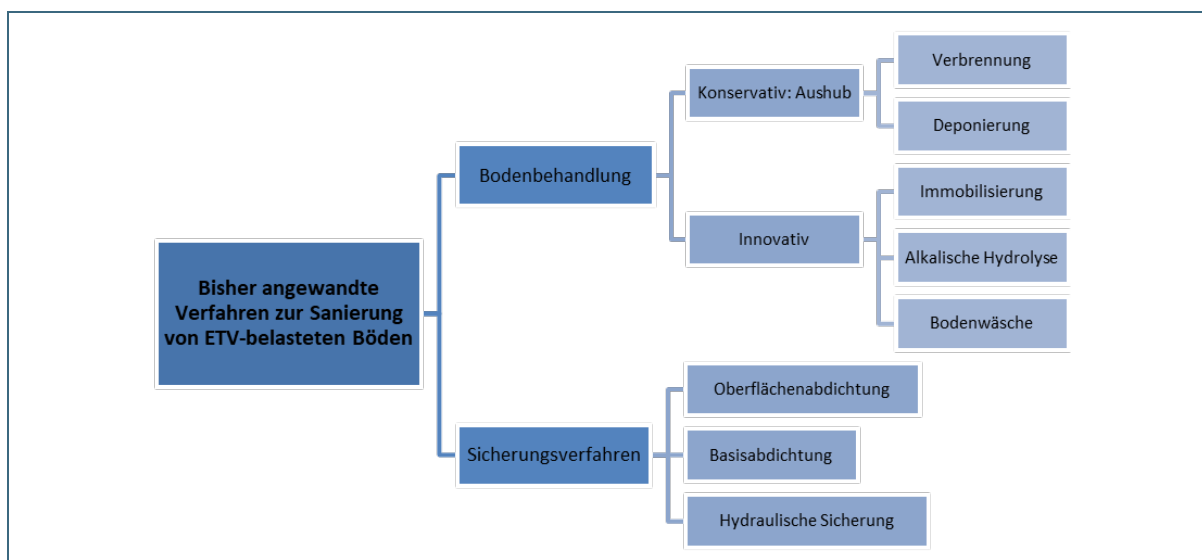 Bisher angewandte
Verfahren zur Sanierung
von ETV-belasteten Böden
Bodenbehandlung
Konservativ: Aushub
Verbrennung
Deponierung
Innovativ
Immobilisierung
Alkalische Hydrolyse
Bodenwäsche
Sicherungsverfahren
Oberflächenabdichtung
Basisabdichtung
Hydraulische Sicherung